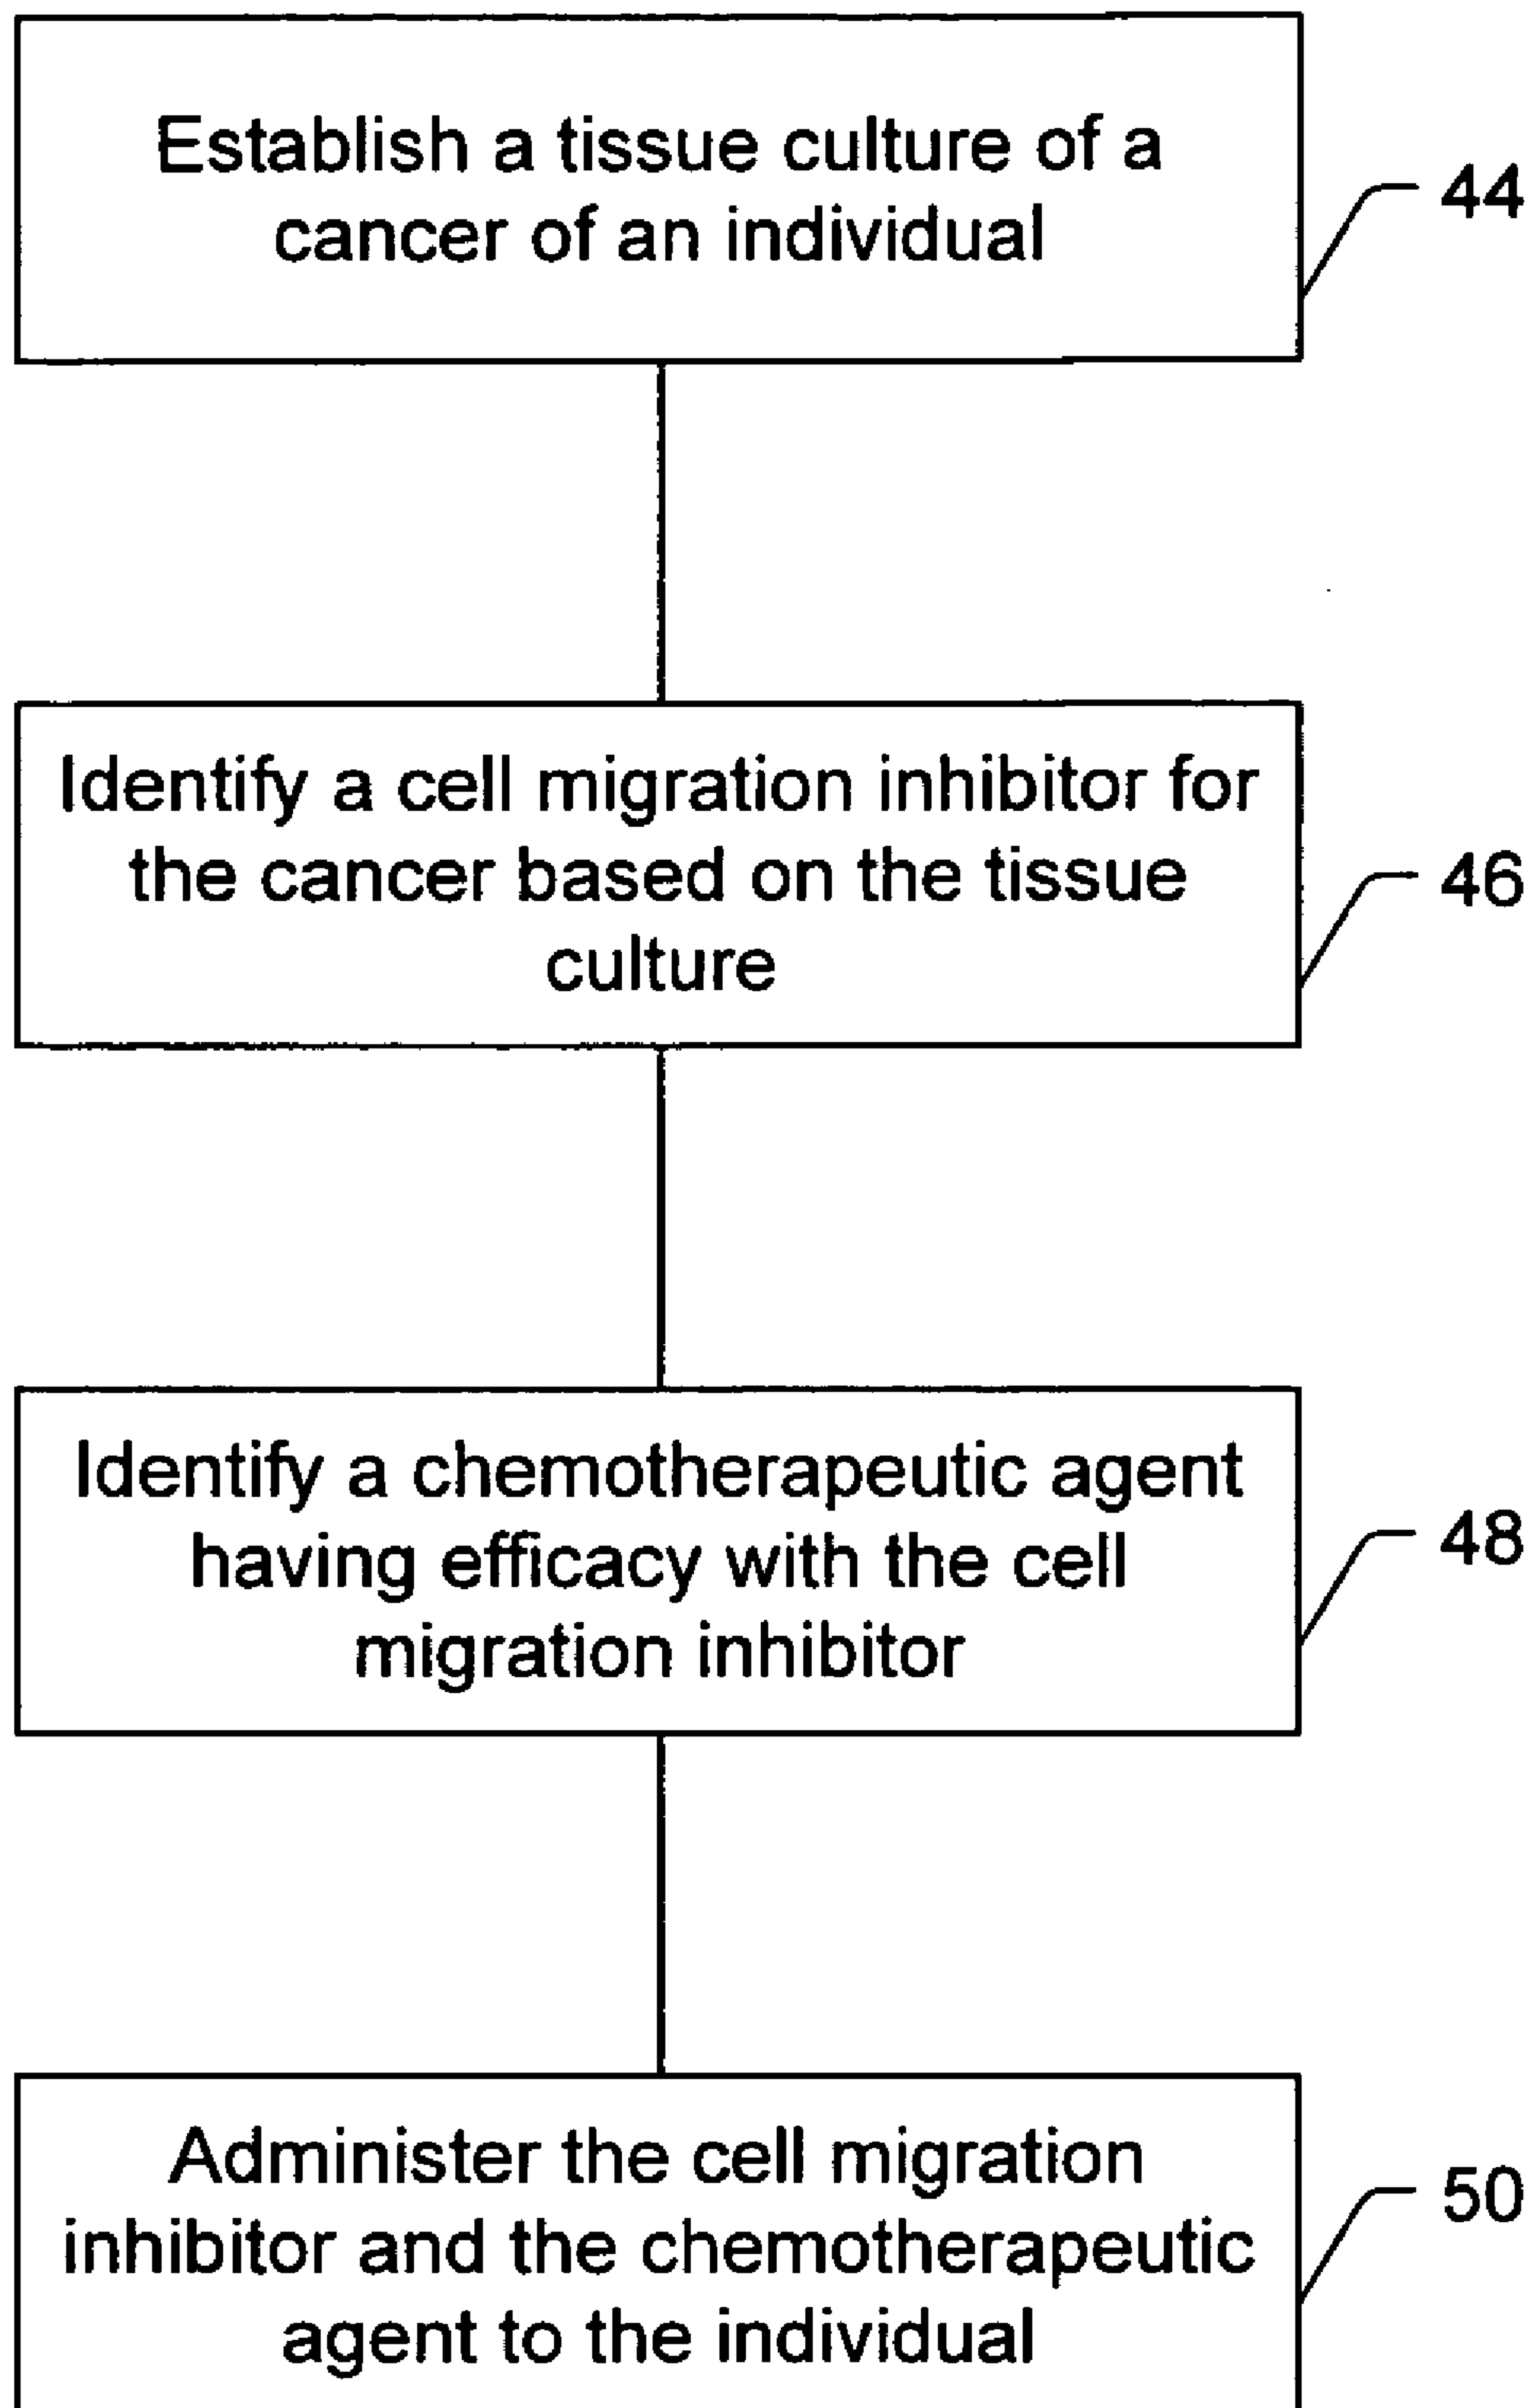 Establish a tissue culture of a
cancer of an individual
44
Identify a cell migration inhibitor for
the cancer based on the tissue
culture
46
Identify a chemotherapeutic agent
having efficacy with the cell
migration inhibitor
48
Administer the cell migration
inhibitor and the chemotherapeutic
agent to the individual
50